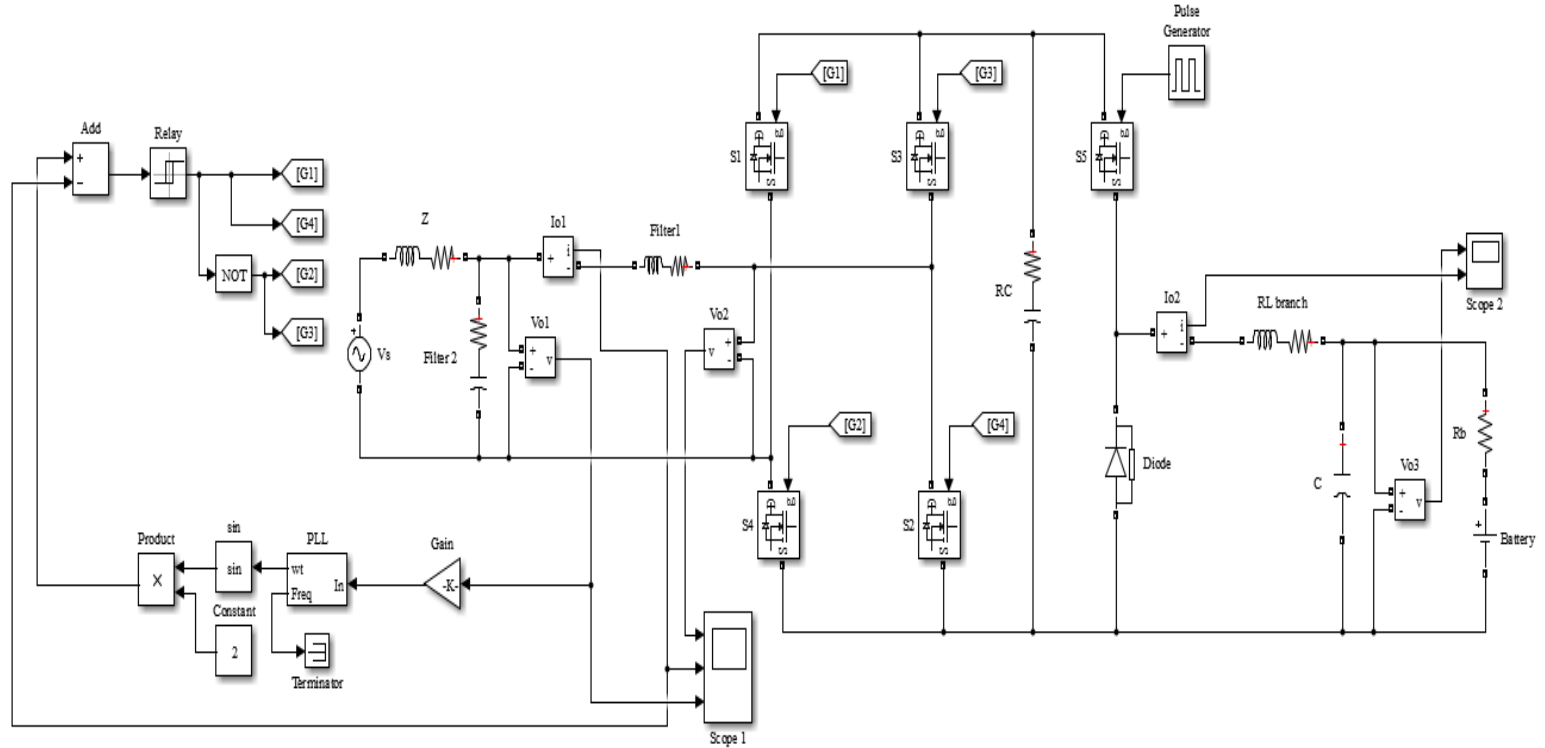 Pulse
Generator
[G1]
[G3]
Add
Relay
S1
S3
S5
+
−
[G1]
[G4]
NOT
[G2]
[G3]
Z
Io1
Filter1
+
i
-
Vs
+
Filter 2
Vo1
+
-
v
Vo2
v
+
-
RC
Io2
+
i
-
RL branch
Scope 2
[G2]
[G4]
Diode
C
Rb
Vo3
+
-
v
+
Battery
S4
S2
Product
×
sin
sin
PLL
wt
Freq
In
Gain
-K-
Constant
2
Terminator
Scope 1